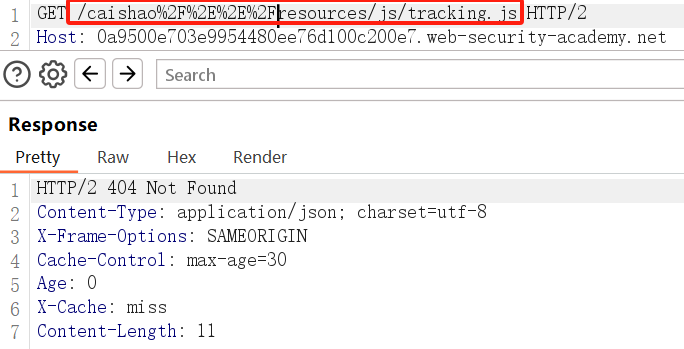 1 GET /caishao%2F%2E%2E%2Fresources/js/tracking.js HTTP/2
2 Host: 0a9500e703e9954480ee76d100c200e7.web-security-academy.net
Search
Response
Pretty Raw Hex Render
1 HTTP/2 404 Not Found
2 Content-Type: application/json; charset=utf-8
3 X-Frame-Options: SAMEORIGIN
4 Cache-Control: max-age=30
5 Age: 0
6 X-Cache: miss
7 Content-Length: 11